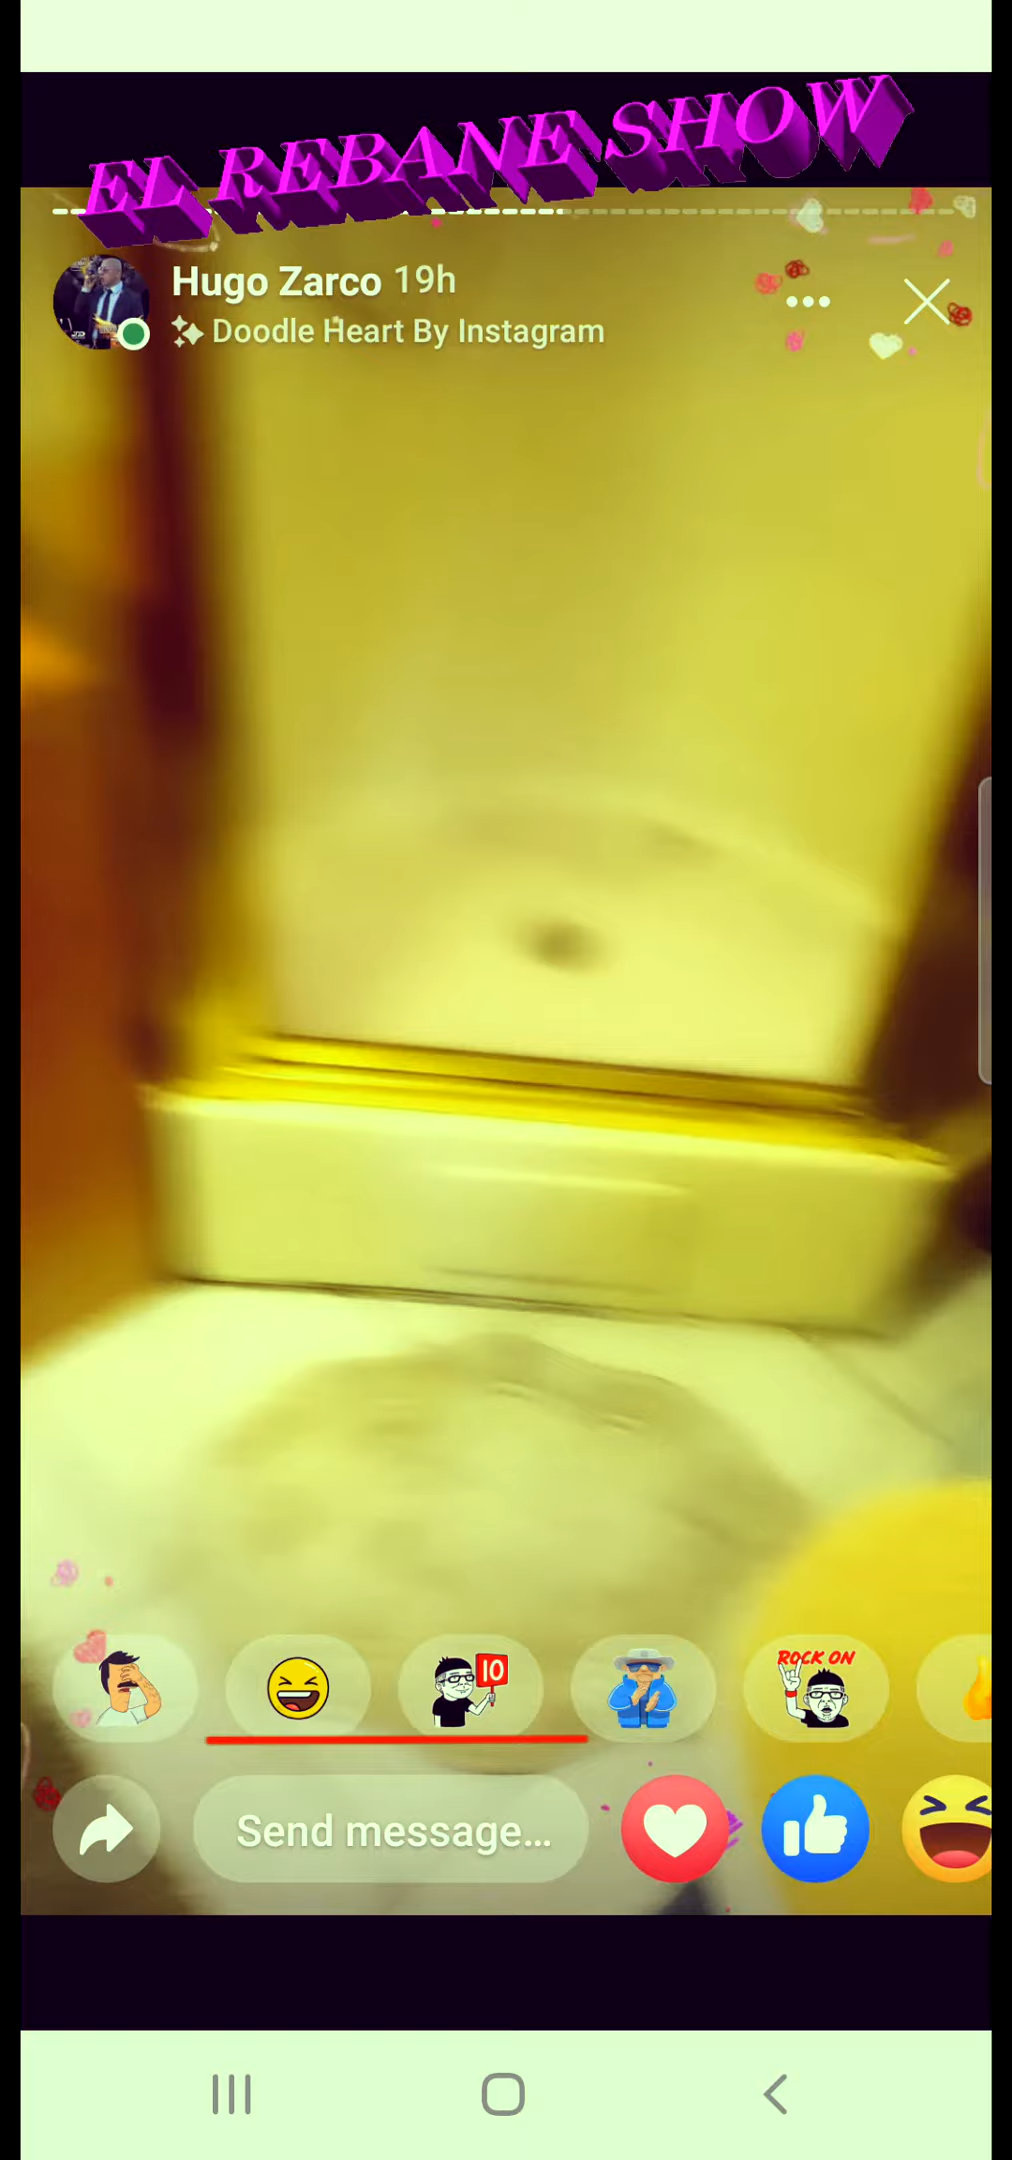 EL REBANE SHOW
Hugo Zarco 19h
Doodle Heart By Instagram
10
ROCK ON
Send message...